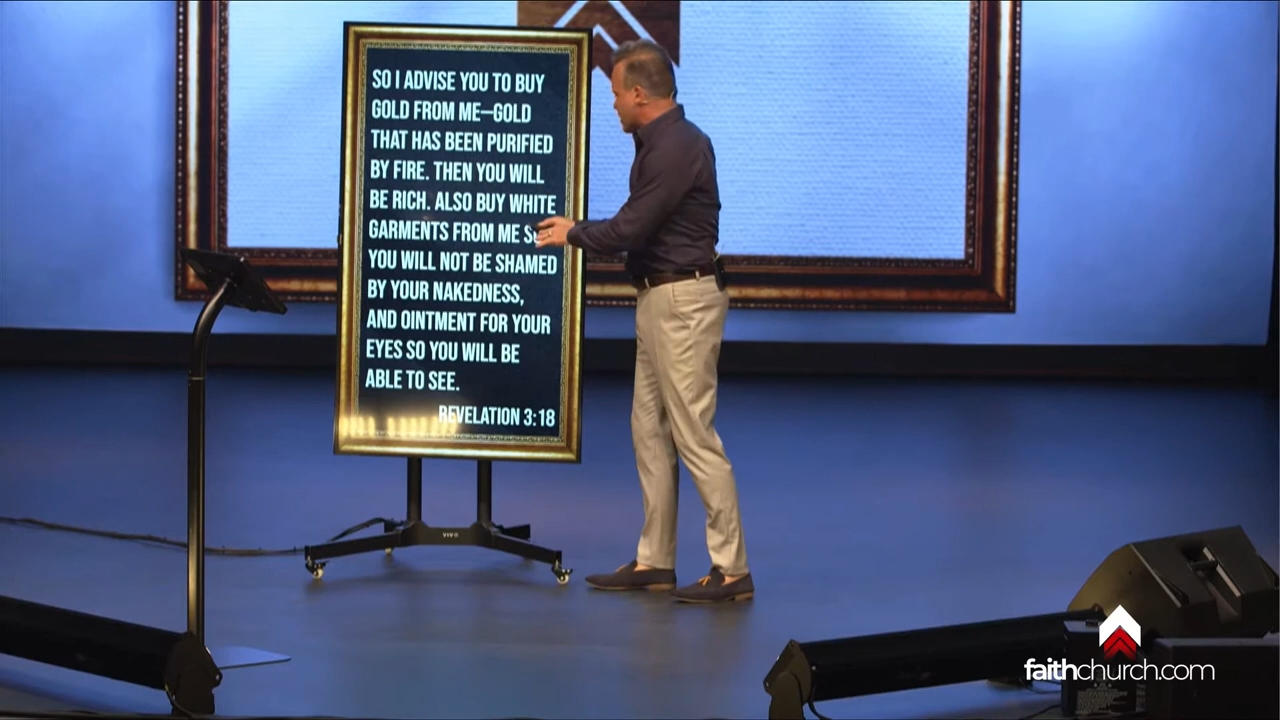 SO I ADVISE YOU TO BUY
GOLD FROM ME—GOLD
THAT HAS BEEN PURIFIED
BY FIRE. THEN YOU WILL
BE RICH. ALSO BUY WHITE
GARMENTS FROM ME
YOU WILL NOT BE SHAMED
BY YOUR NAKEDNESS,
AND OINTMENT FOR YOUR
EYES SO YOU WILL BE
ABLE TO SEE.
REVELATION 3:18
VIVO
faithchurch.com